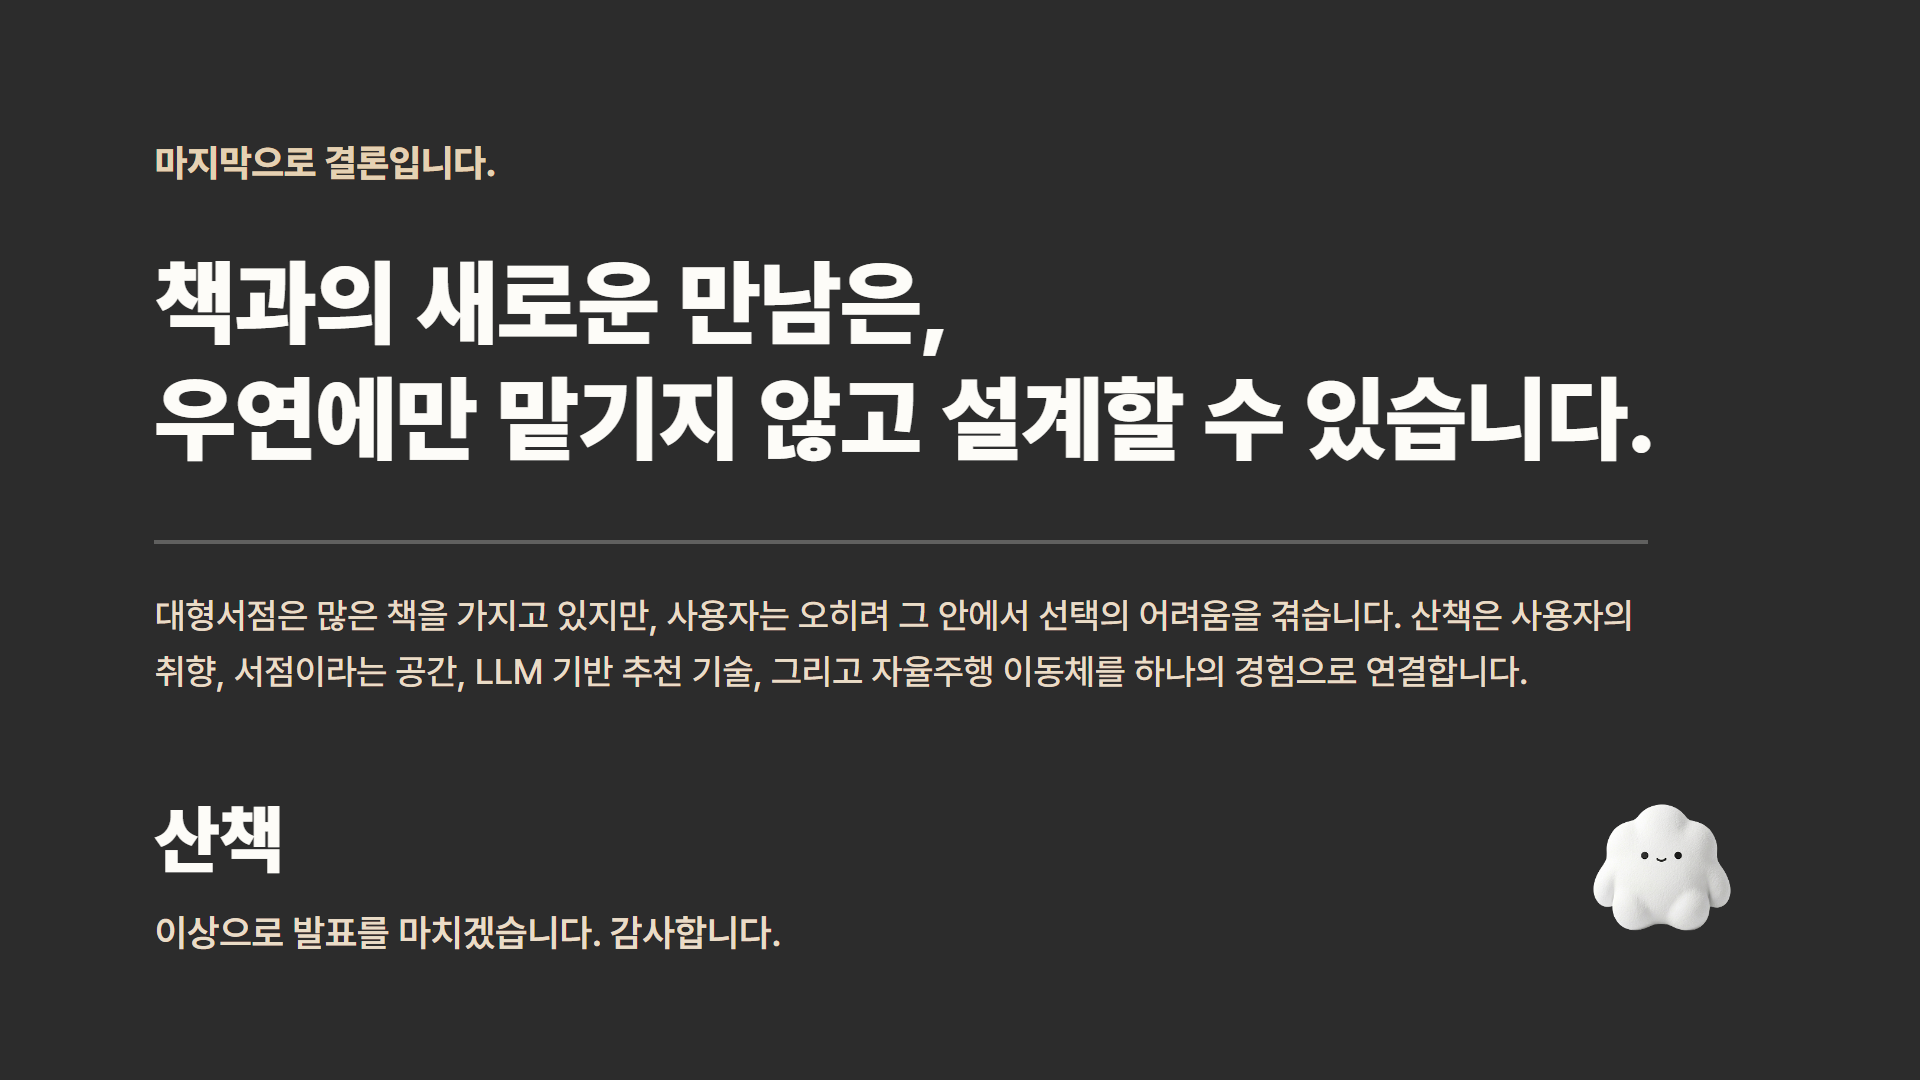 마지막으로 결론입니다.
책과의 새로운 만남은,
우연에만 맡기지 않고 설계할 수 있습니다.
대형서점은 많은 책을 가지고 있지만, 사용자는 오히려 그 안에서 선택의 어려움을 겪습니다. 산책은 사용자의
취향, 서점이라는 공간, LLM 기반 추천 기술, 그리고 자율주행 이동체를 하나의 경험으로 연결합니다.
산책
이상으로 발표를 마치겠습니다. 감사합니다.